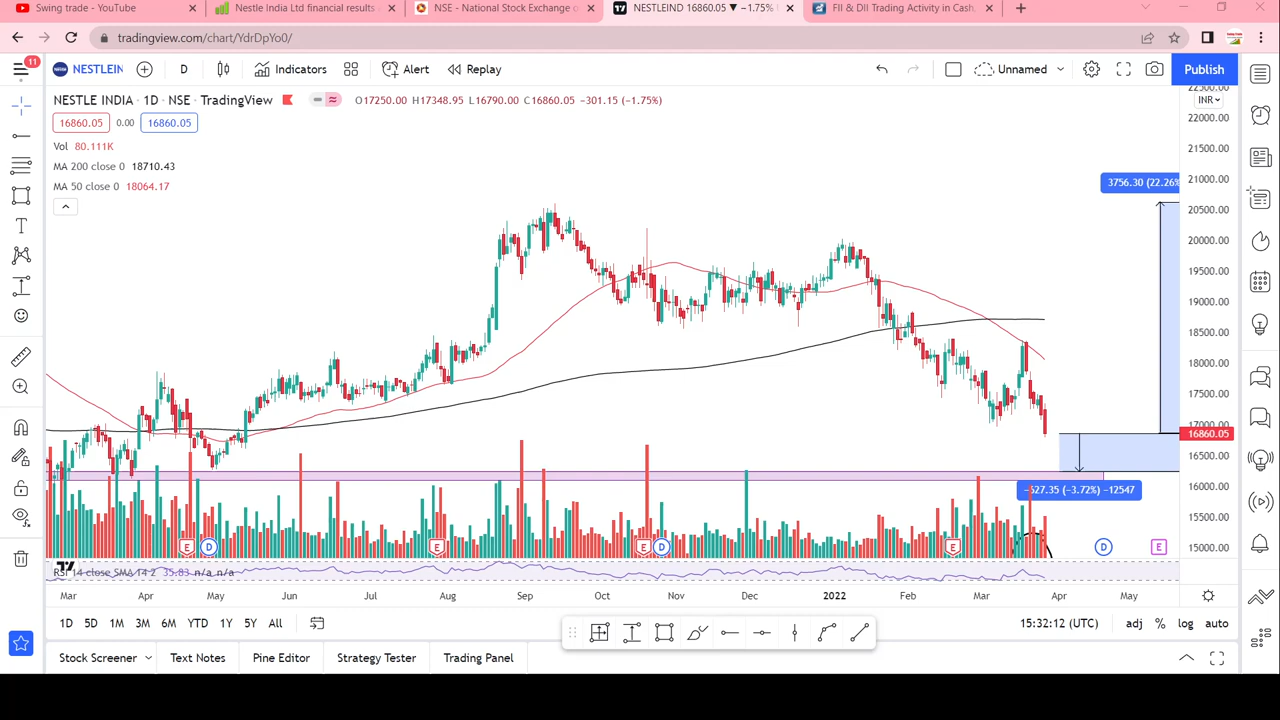 Swing trade - YouTube
Nestle India Ltd financial results
NSE - National Stock Exchange o
NESTLEIND 16860.05 ▼ −1.75%
FII & DII Trading Activity in Cash,
tradingview.com/chart/YdrDpYo0/
11
NESTLEIN
D
Indicators
Alert
Replay
Unnamed
Publish
NESTLE INDIA · 1D · NSE · TradingView
O17250.00 H17348.95 L16790.00 C16860.05 −301.15 (−1.75%)
INR
16860.05
0.00
16860.05
Vol 80.111K
MA 200 close 0 18710.43
MA 50 close 0 18064.17
22500.00
22000.00
21500.00
21000.00
20500.00
20000.00
19500.00
19000.00
18500.00
18000.00
17500.00
17000.00
16860.05
16500.00
16000.00
15500.00
15000.00
3756.30 (22.26%
−627.35 (−3.72%) −12547
E
D
E
E
D
E
D
E
RSI 14 close SMA 14 2 35.83 n/a n/a
Mar
Apr
May
Jun
Jul
Aug
Sep
Oct
Nov
Dec
2022
Feb
Mar
Apr
May
1D
5D
1M
3M
6M
YTD
1Y
5Y
All
15:32:12 (UTC)
adj
%
log
auto
Stock Screener
Text Notes
Pine Editor
Strategy Tester
Trading Panel